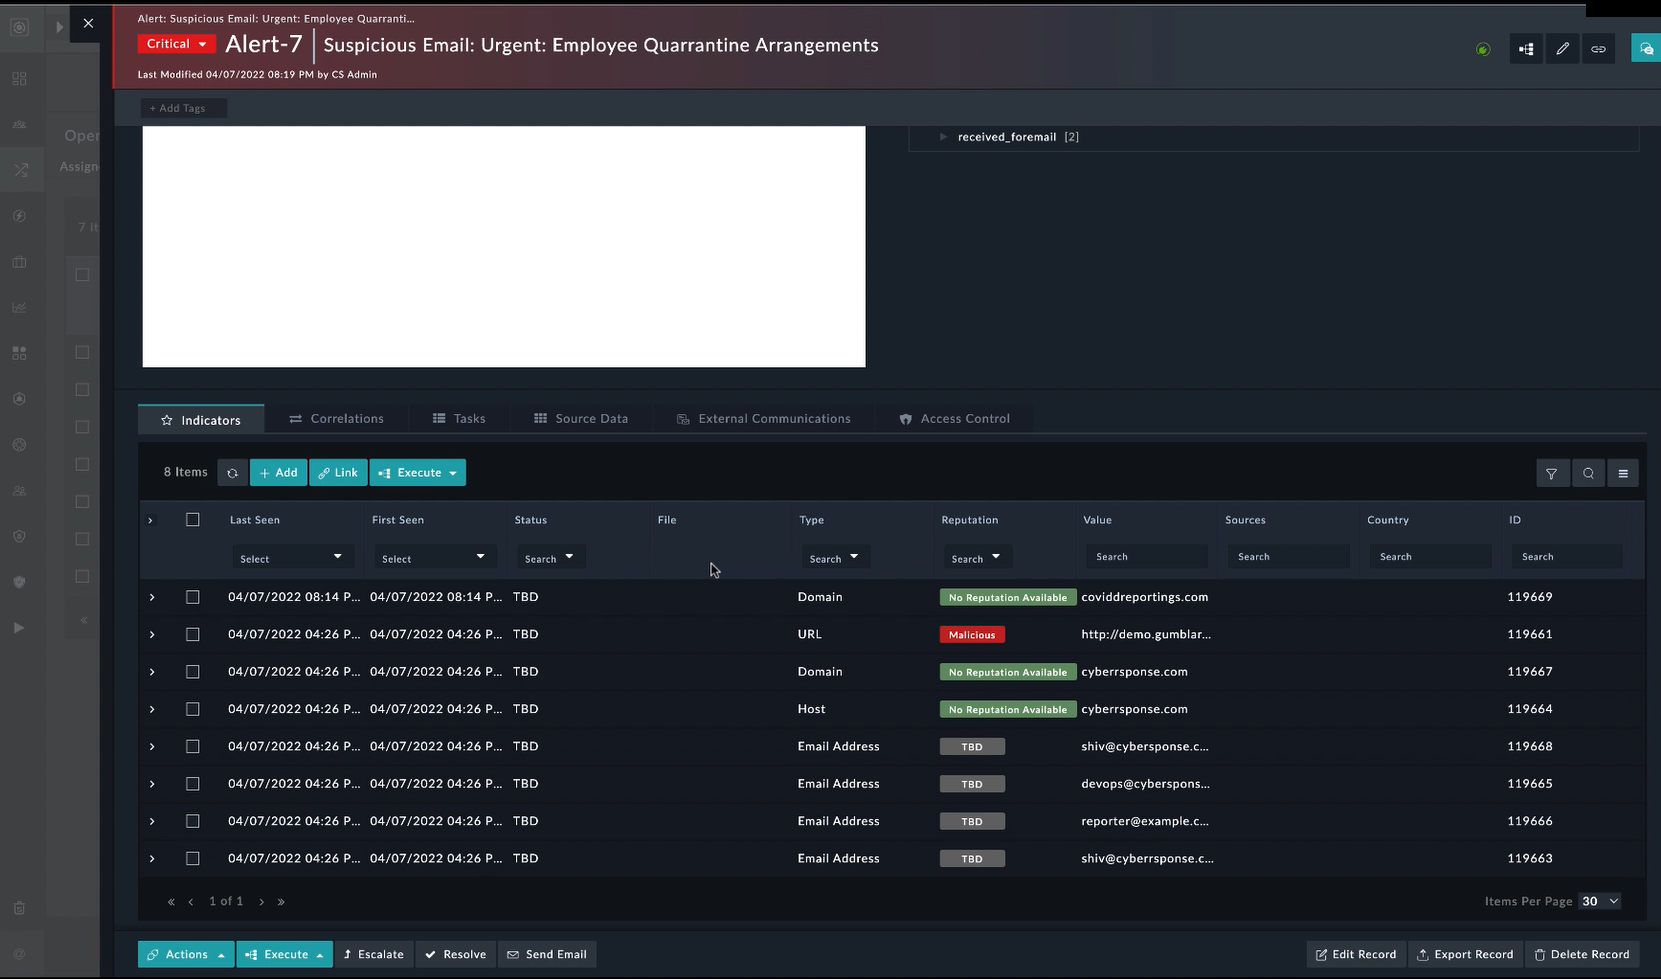 Alert: Suspicious Email: Urgent: Employee Quarranti...
Critical Alert-7 Suspicious Email: Urgent: Employee Quarrantine Arrangements
Last Modified 04/07/2022 08:19 PM by CS Admin
+ Add Tags
Oper
Assign
7 It
received_foremail [2]
Indicators Correlations Tasks Source Data External Communications Access Control
8 Items + Add Link Execute
Last Seen First Seen Status File Type Reputation Value Sources Country ID
Select Select Search Search Search Search Search Search Search
04/07/2022 08:14 P... 04/07/2022 08:14 P... TBD Domain No Reputation Available coviddreportings.com 119669
04/07/2022 04:26 P... 04/07/2022 04:26 P... TBD URL Malicious http://demo.gumblar... 119661
04/07/2022 04:26 P... 04/07/2022 04:26 P... TBD Domain No Reputation Available cyberrsponse.com 119667
04/07/2022 04:26 P... 04/07/2022 04:26 P... TBD Host No Reputation Available cyberrsponse.com 119664
04/07/2022 04:26 P... 04/07/2022 04:26 P... TBD Email Address TBD shiv@cybersponse.c... 119668
04/07/2022 04:26 P... 04/07/2022 04:26 P... TBD Email Address TBD devops@cyberspons... 119665
04/07/2022 04:26 P... 04/07/2022 04:26 P... TBD Email Address TBD reporter@example.c... 119666
04/07/2022 04:26 P... 04/07/2022 04:26 P... TBD Email Address TBD shiv@cyberrsponse.c... 119663
« ‹ 1 of 1 › » Items Per Page 30
Actions Execute Escalate Resolve Send Email Edit Record Export Record Delete Record